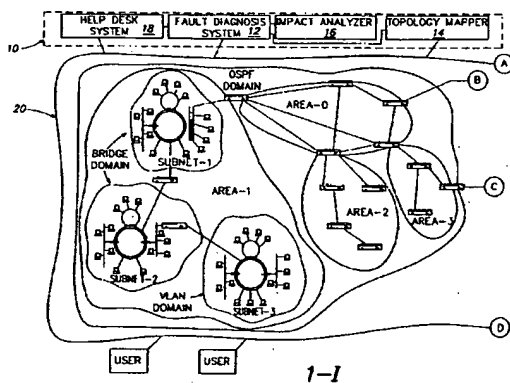 HELP DESK
SYSTEM 18
FAULT DIAGNOSIS
SYSTEM 12
IMPACT ANALYZER
16
TOPOLOGY MAPPER
14
10
A
20
OSPF
DOMAIN
AREA-0
B
BRIDGE
DOMAIN
SUBNET-1
AREA-1
C
AREA-2
AREA-3
SUBNET-2
VLAN
DOMAIN
SUBNET-3
D
USER
USER
1-I